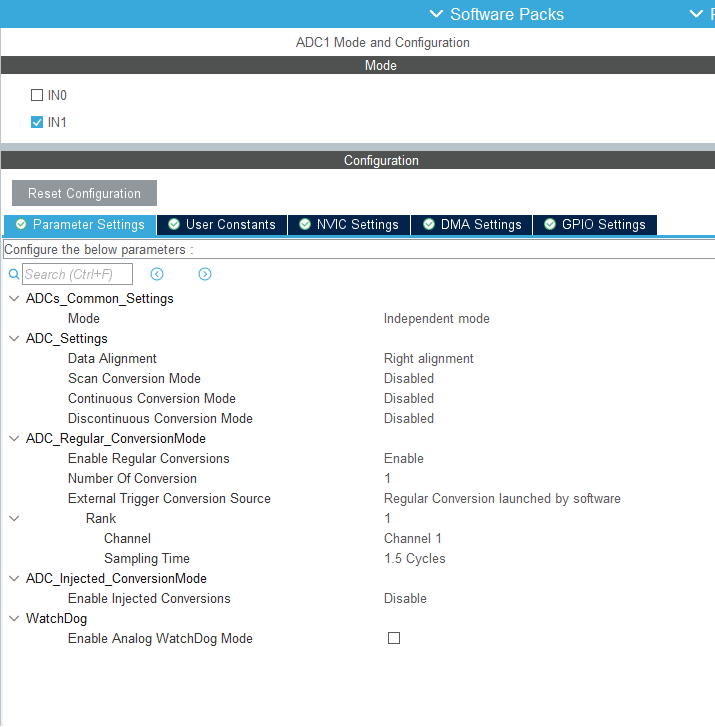 Software Packs
ADC1 Mode and Configuration
Mode
IN0
IN1
Configuration
Reset Configuration
Parameter Settings User Constants NVIC Settings DMA Settings GPIO Settings
Configure the below parameters :
Search (Ctrl+F)
ADCs_Common_Settings
Mode Independent mode
ADC_Settings
Data Alignment Right alignment
Scan Conversion Mode Disabled
Continuous Conversion Mode Disabled
Discontinuous Conversion Mode Disabled
ADC_Regular_ConversionMode
Enable Regular Conversions Enable
Number Of Conversion 1
External Trigger Conversion Source Regular Conversion launched by software
Rank 1
Channel Channel 1
Sampling Time 1.5 Cycles
ADC_Injected_ConversionMode
Enable Injected Conversions Disable
WatchDog
Enable Analog WatchDog Mode